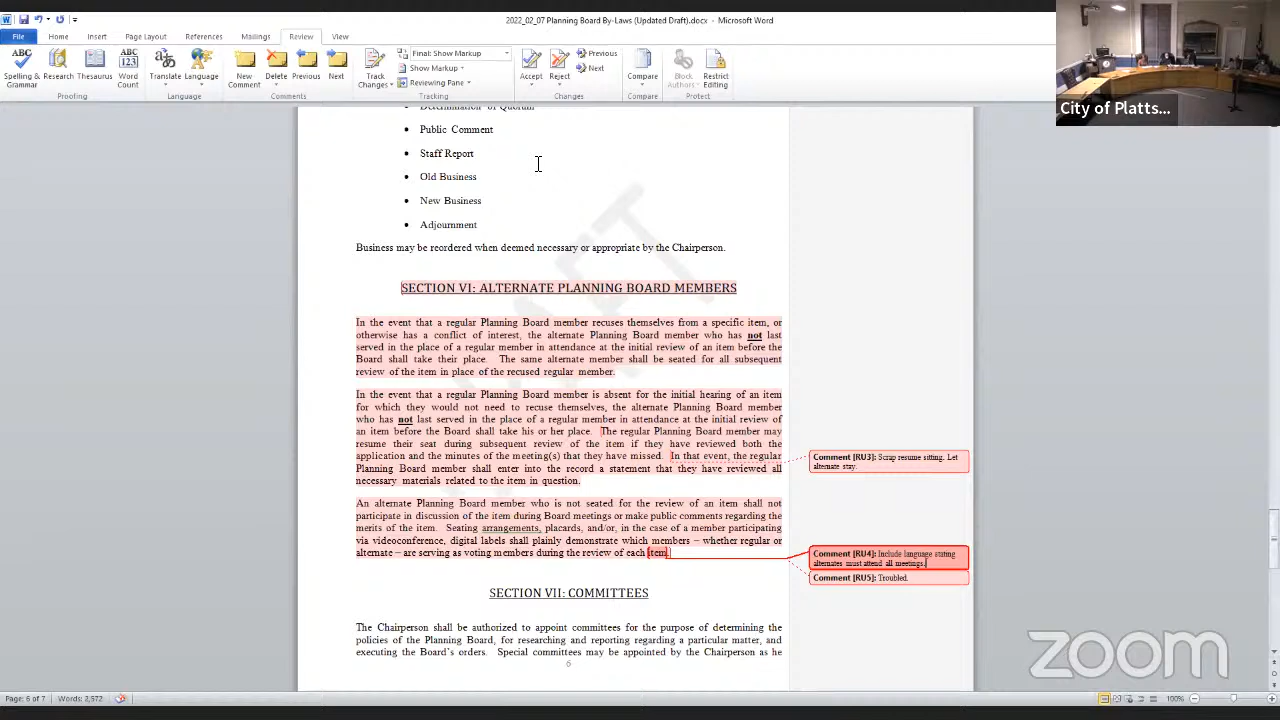 2022_02_07 Planning Board By-Laws (Updated Draft).docx - Microsoft Word
File Home Insert Page Layout References Mailings Review View
Spelling & Grammar Research Thesaurus Word Count Translate Language New Comment Delete Previous Next Track Changes Final: Show Markup Show Markup Reviewing Pane Accept Reject Previous Next Compare Block Authors Restrict Editing
Proofing Language Comments Tracking Changes Compare Protect
City of Platts...
Determination of Quorum
• Public Comment
• Staff Report
• Old Business
• New Business
• Adjournment
Business may be reordered when deemed necessary or appropriate by the Chairperson.
SECTION VI: ALTERNATE PLANNING BOARD MEMBERS
In the event that a regular Planning Board member recuses themselves from a specific item, or
otherwise has a conflict of interest, the alternate Planning Board member who has not last
served in the place of a regular member in attendance at the initial review of an item before the
Board shall take their place. The same alternate member shall be seated for all subsequent
review of the item in place of the recused regular member.
In the event that a regular Planning Board member is absent for the initial hearing of an item
for which they would not need to recuse themselves, the alternate Planning Board member
who has not last served in the place of a regular member in attendance at the initial review of
an item before the Board shall take his or her place. The regular Planning Board member may
resume their seat during subsequent review of the item if they have reviewed both the
application and the minutes of the meeting(s) that they have missed. In that event, the regular
Planning Board member shall enter into the record a statement that they have reviewed all
necessary materials related to the item in question.
Comment [RU3]: Scrap resume sitting. Let
alternate stay.
An alternate Planning Board member who is not seated for the review of an item shall not
participate in discussion of the item during Board meetings or make public comments regarding the
merits of the item. Seating arrangements, placards, and/or, in the case of a member participating
via videoconference, digital labels shall plainly demonstrate which members – whether regular or
alternate – are serving as voting members during the review of each item.
Comment [RU4]: Include language stating
alternates must attend all meetings.
Comment [RU5]: Troubled.
SECTION VII: COMMITTEES
The Chairperson shall be authorized to appoint committees for the purpose of determining the
policies of the Planning Board, for researching and reporting regarding a particular matter, and
executing the Board's orders. Special committees may be appointed by the Chairperson as he
6
DRAFT
zoom
Page: 6 of 7 Words: 2,572 100%